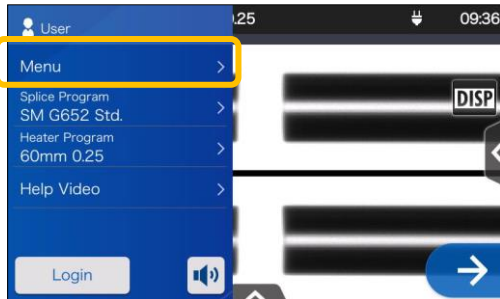 User
.25
09:36
Menu
Splice Program
SM G652 Std.
DISP
Heater Program
60mm 0.25
Help Video
Login